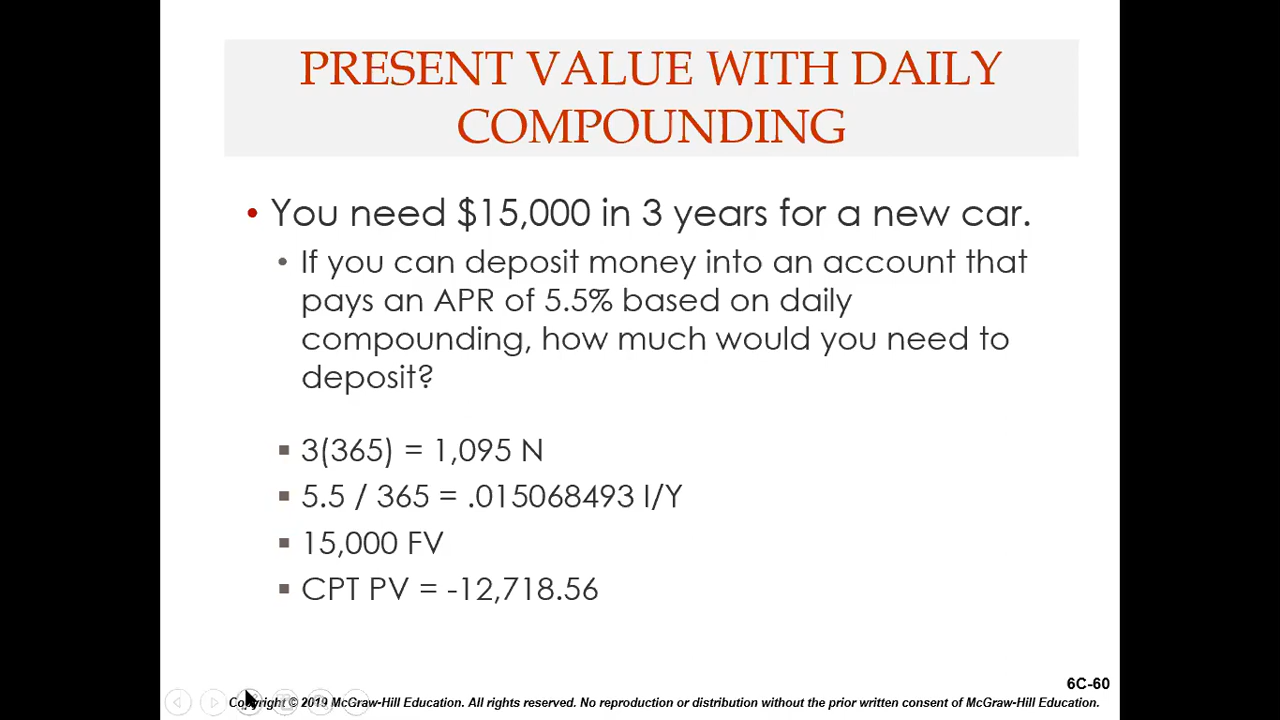 PRESENT VALUE WITH DAILY
COMPOUNDING
• You need $15,000 in 3 years for a new car.
• If you can deposit money into an account that
pays an APR of 5.5% based on daily
compounding, how much would you need to
deposit?
▪ 3(365) = 1,095 N
▪ 5.5 / 365 = .015068493 I/Y
▪ 15,000 FV
▪ CPT PV = -12,718.56
6C-60
Copyright © 2019 McGraw-Hill Education. All rights reserved. No reproduction or distribution without the prior written consent of McGraw-Hill Education.